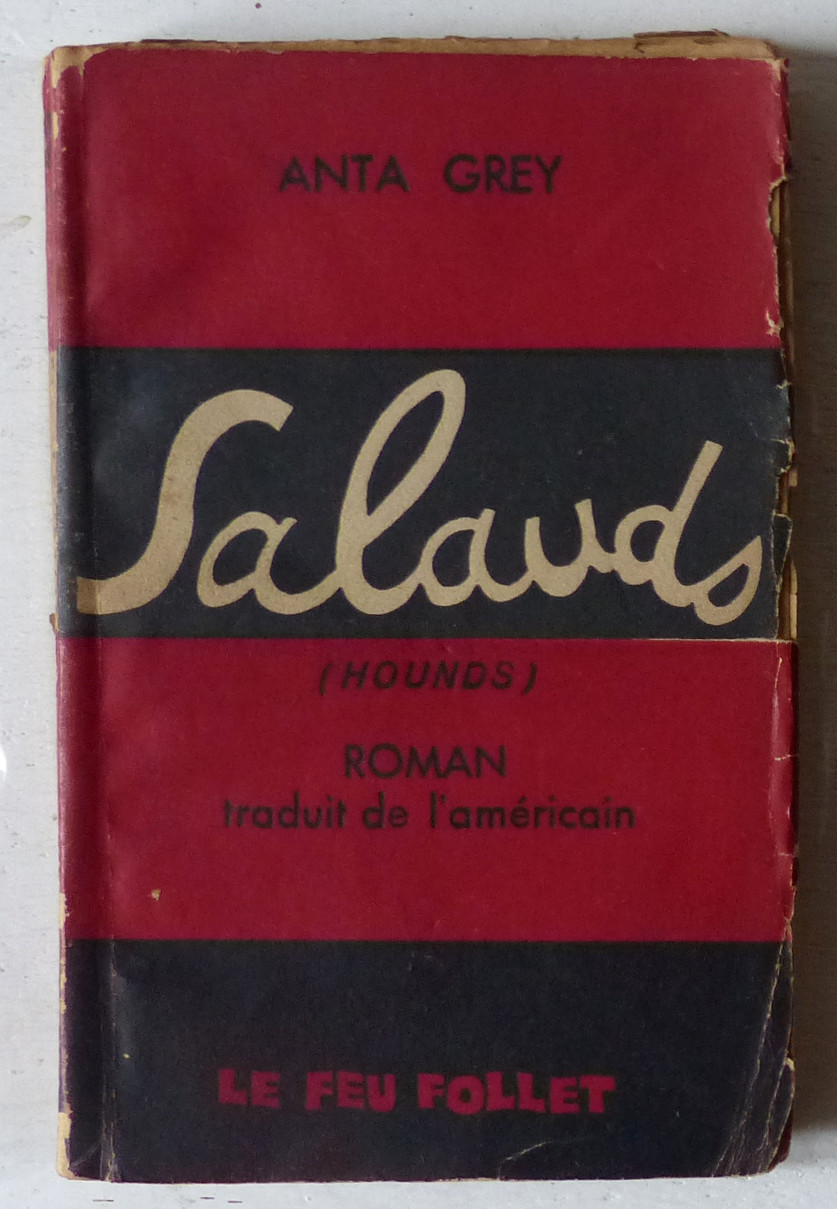 ANTA GREY
Salauds
(HOUNDS)
ROMAN
traduit de l'américain
LE FEU FOLLET